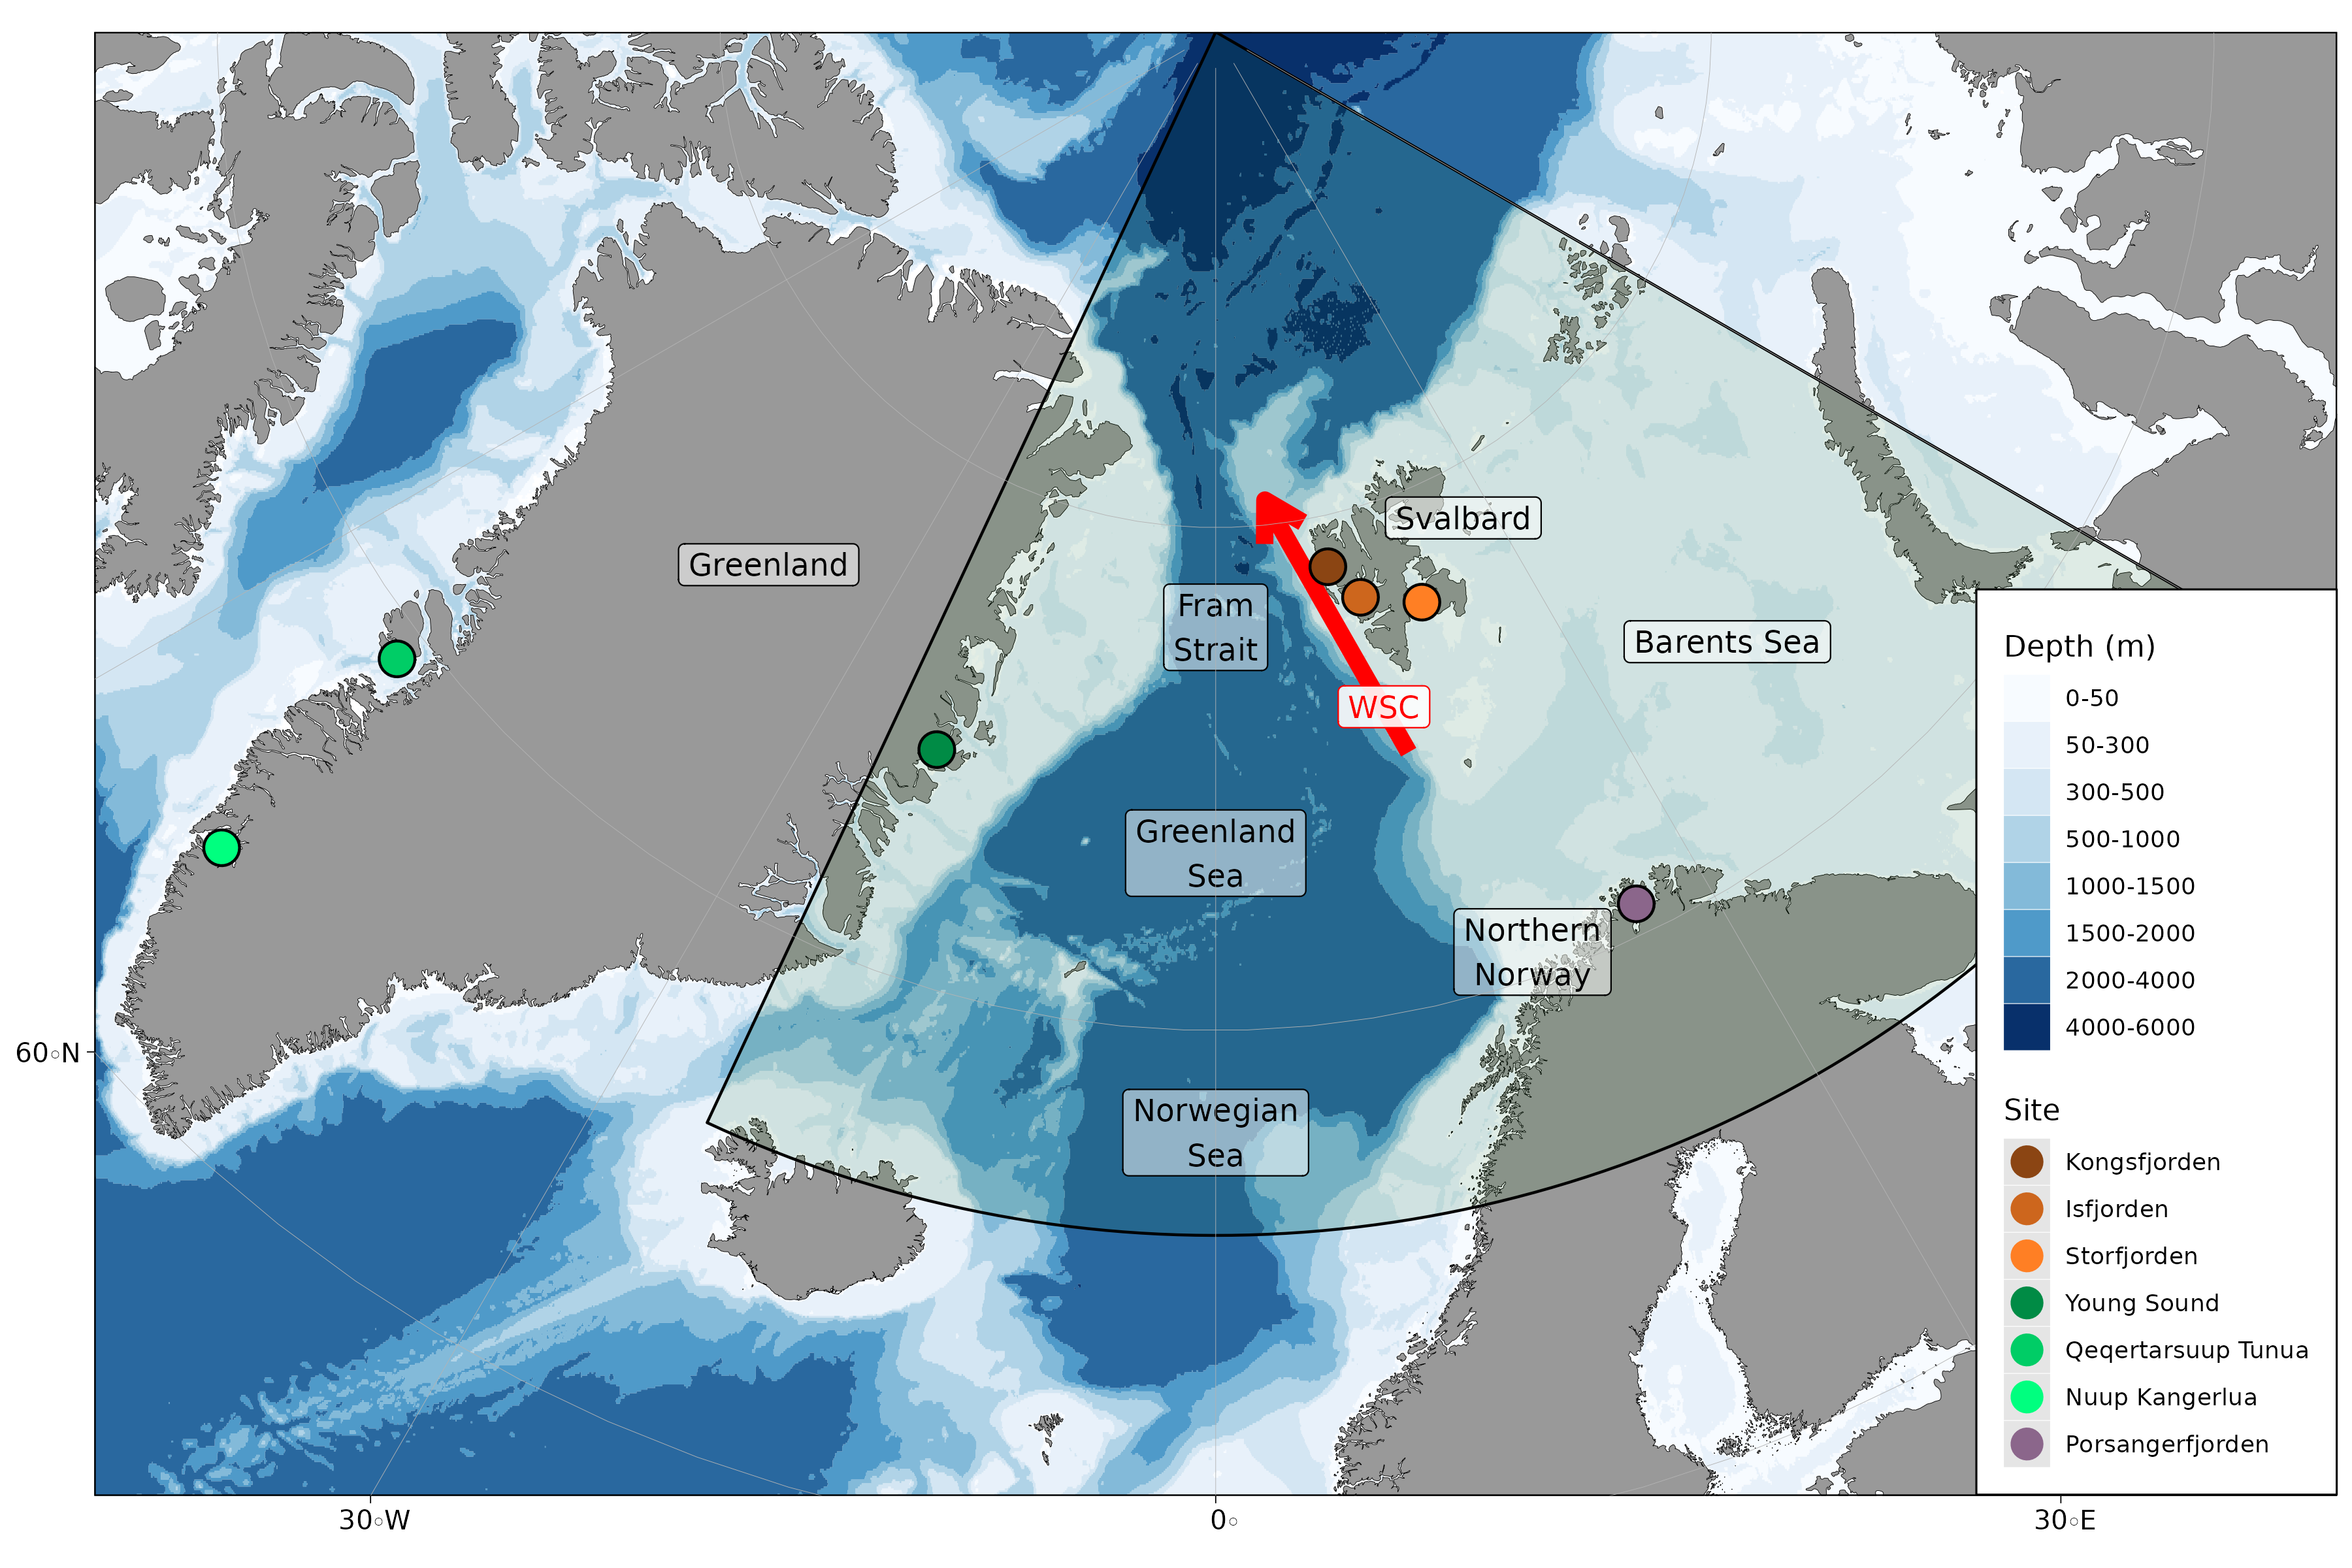 Svalbard
Greenland
Fram
Strait
Barents Sea
WSC
Greenland
Sea
Northern
Norway
Norwegian
Sea
60◦N
30◦W
0◦
30◦E
Depth (m)
0-50
50-300
300-500
500-1000
1000-1500
1500-2000
2000-4000
4000-6000
Site
Kongsfjorden
Isfjorden
Storfjorden
Young Sound
Qeqertarsuup Tunua
Nuup Kangerlua
Porsangerfjorden